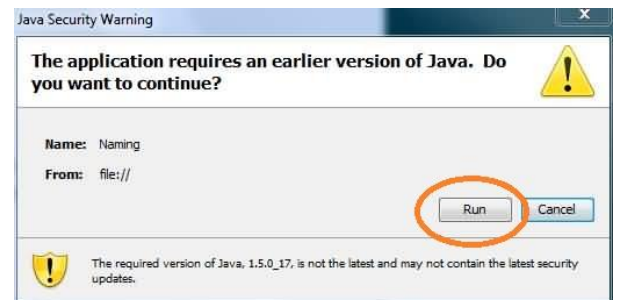 Java Security Warning
x
The application requires an earlier version of Java. Do
you want to continue?
Name: Naming
From: file://
Run Cancel
The required version of Java, 1.5.0_17, is not the latest and may not contain the latest security
updates.